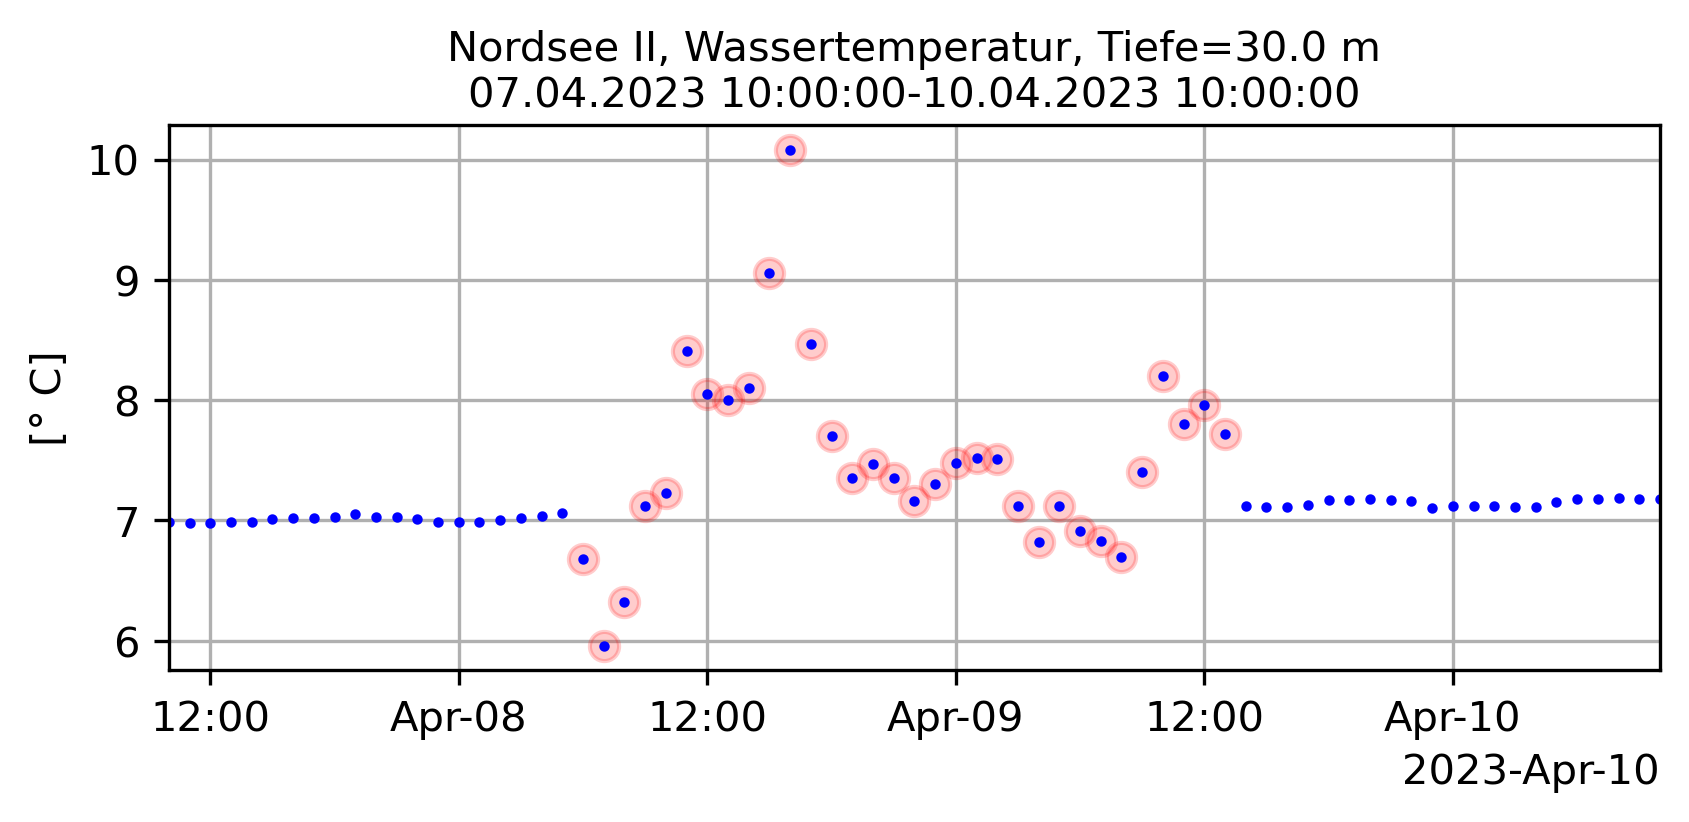 Nordsee II, Wassertemperatur, Tiefe=30.0 m
07.04.2023 10:00:00-10.04.2023 10:00:00
10
9
8
7
6
[° C]
12:00 Apr-08 12:00 Apr-09 12:00 Apr-10
2023-Apr-10